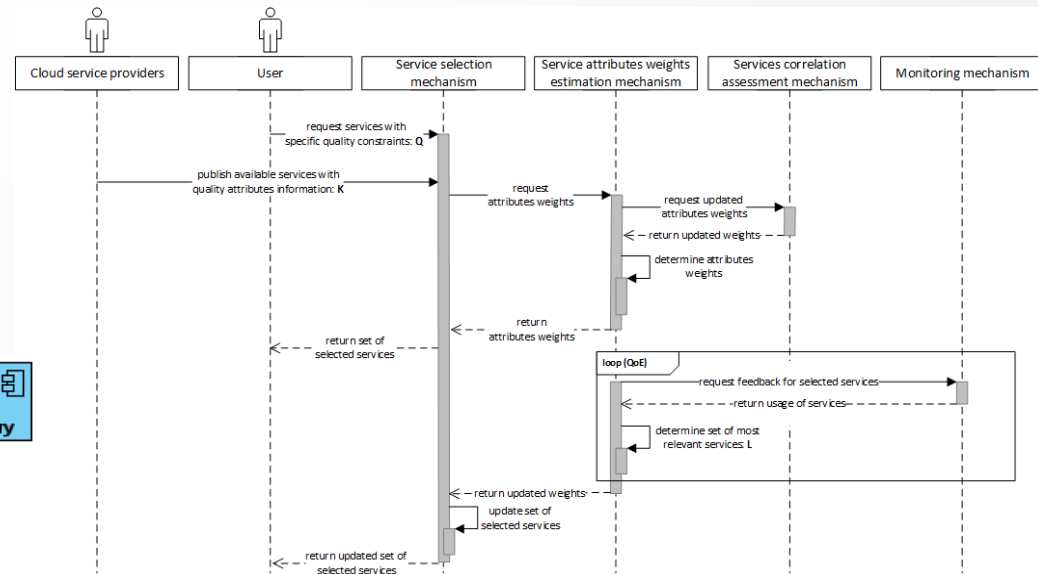 Cloud service providers
User
Service selection
mechanism
Service attributes weights
estimation mechanism
Services correlation
assessment mechanism
Monitoring mechanism
request services with
specific quality constraints: Q
publish available services with
quality attributes information: K
request
attributes weights
request updated
attributes weights
return updated weights
determine attributes
weights
return
attributes weights
return set of
selected services
loop (QoE)
request feedback for selected services
return usage of services
determine set of most
relevant services: L
return updated weights
update set of
selected services
return updated set of
selected services